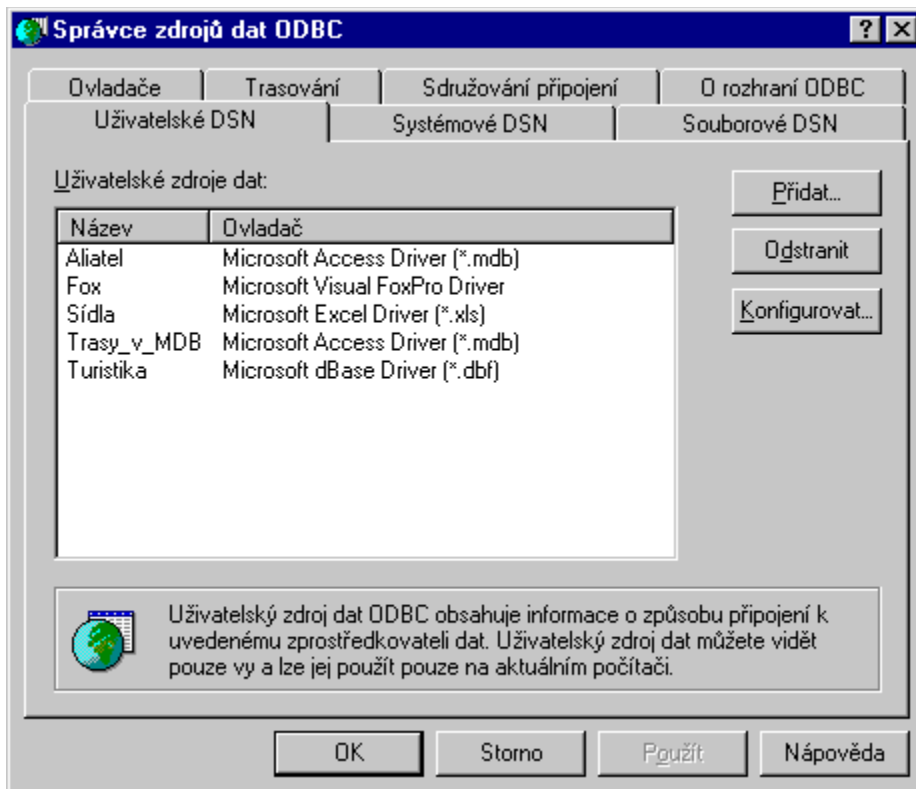 Správce zdrojů dat ODBC
Ovladače Trasování Sdružování připojení O rozhraní ODBC
Uživatelské DSN Systémové DSN Souborové DSN
Uživatelské zdroje dat:
Přidat...
Název Ovladač
Aliatel Microsoft Access Driver (*.mdb)
Odstranit
Fox Microsoft Visual FoxPro Driver
Sídla Microsoft Excel Driver (*.xls)
Konfigurovat...
Trasy_v_MDB Microsoft Access Driver (*.mdb)
Turistika Microsoft dBase Driver (*.dbf)
Uživatelský zdroj dat ODBC obsahuje informace o způsobu připojení k
uvedenému zprostředkovateli dat. Uživatelský zdroj dat můžete vidět
pouze vy a lze jej použít pouze na aktuálním počítači.
OK Storno Použít Nápověda